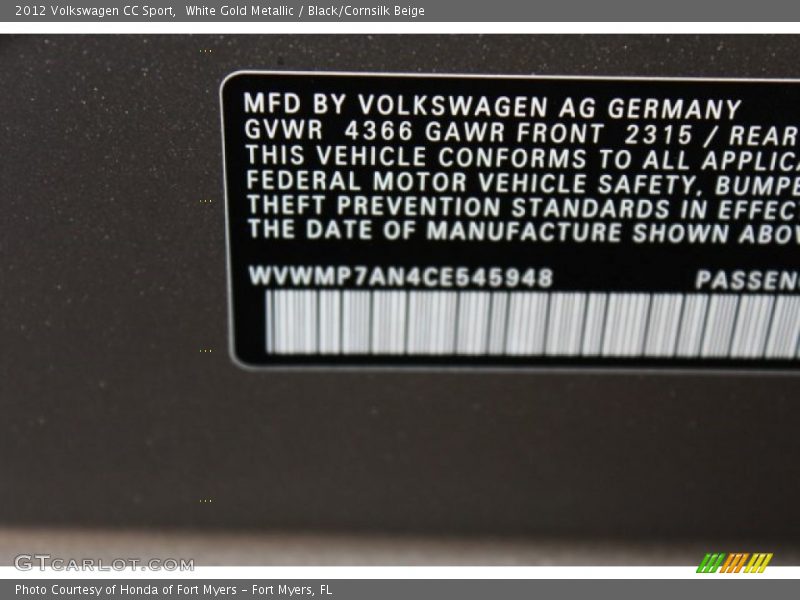 2012 Volkswagen CC Sport,  White Gold Metallic / Black/Cornsilk Beige
MFD BY VOLKSWAGEN AG GERMANY
GVWR 4366 GAWR FRONT 2315 / REAR
THIS VEHICLE CONFORMS TO ALL APPLICA
FEDERAL MOTOR VEHICLE SAFETY, BUMPE
THEFT PREVENTION STANDARDS IN EFFEC
THE DATE OF MANUFACTURE SHOWN ABOV
WVWMP7AN4CE545948 PASSENG
GTCARLOT.COM
Photo Courtesy of Honda of Fort Myers - Fort Myers, FL